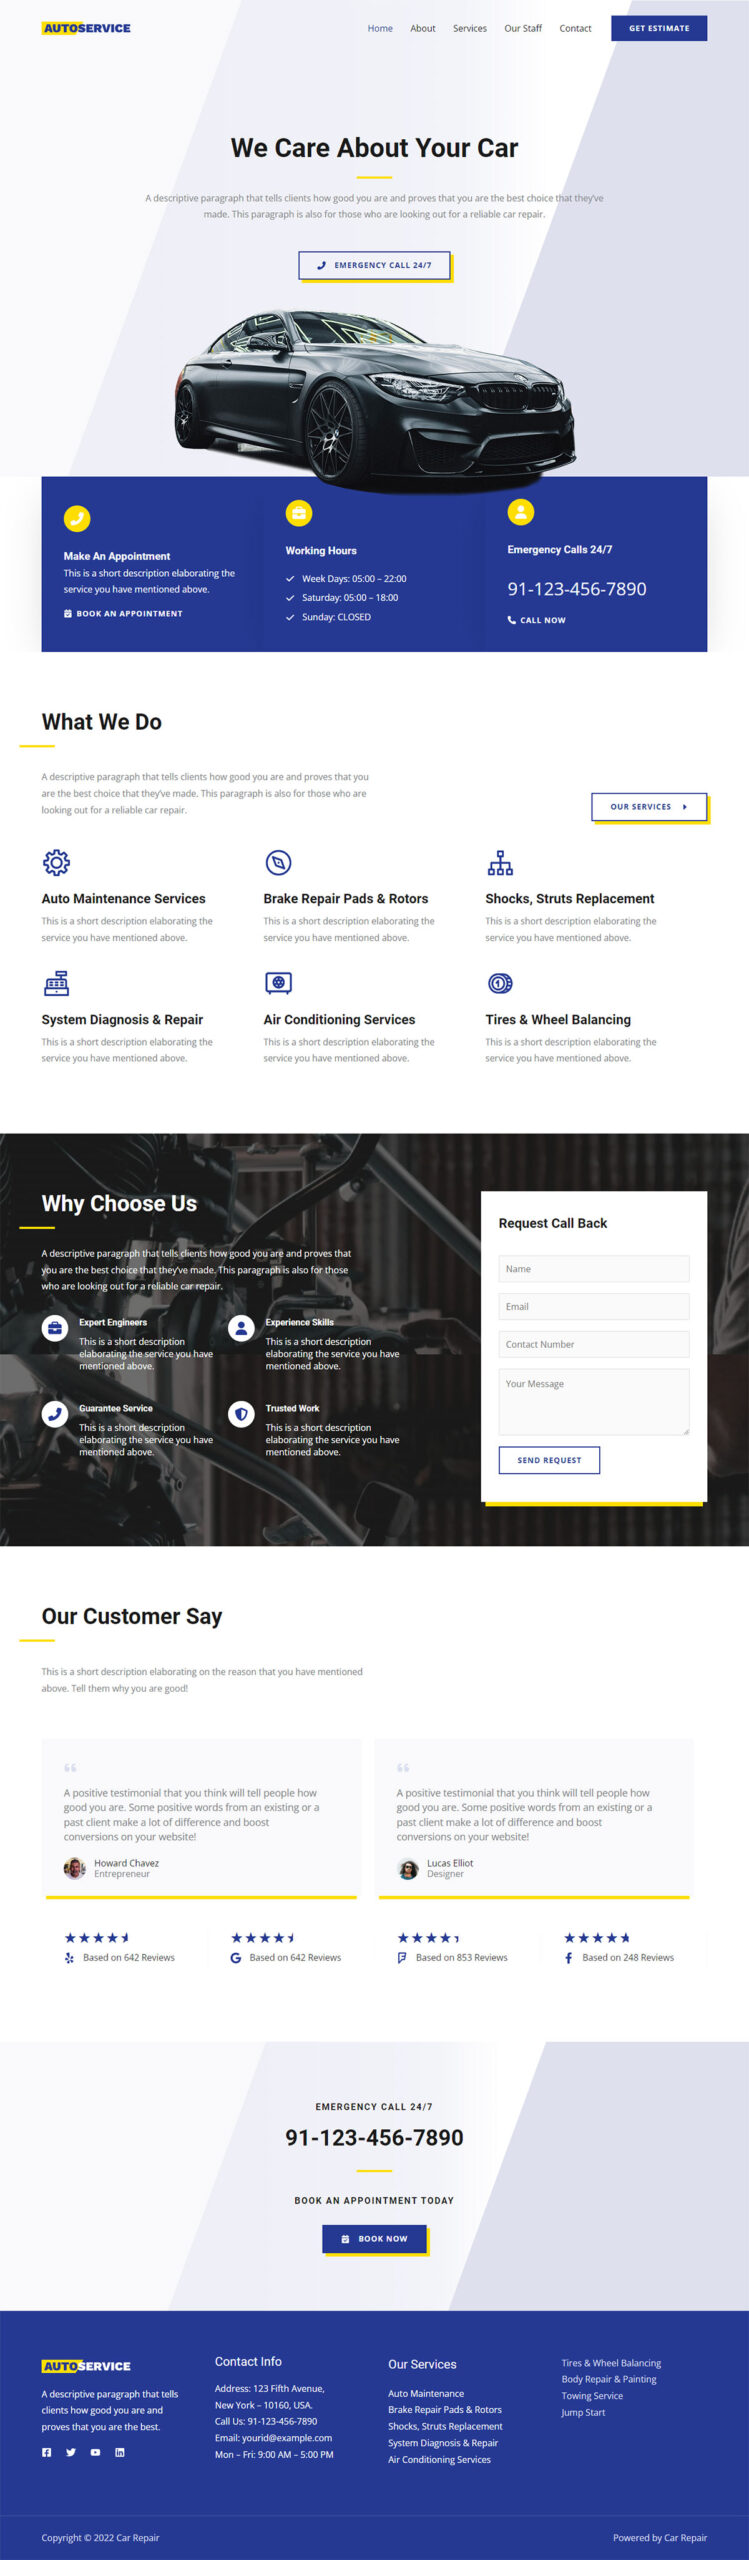 AUTOSERVICE
Home About Services Our Staff Contact GET ESTIMATE
We Care About Your Car
A descriptive paragraph that tells clients how good you are and proves that you are the best choice that they've
made. This paragraph is also for those who are looking out for a reliable car repair.
EMERGENCY CALL 24/7
Make An Appointment
This is a short description elaborating the
service you have mentioned above.
BOOK AN APPOINTMENT
Working Hours
Week Days: 05:00 – 22:00
Saturday: 05:00 – 18:00
Sunday: CLOSED
Emergency Calls 24/7
91-123-456-7890
CALL NOW
What We Do
A descriptive paragraph that tells clients how good you are and proves that you
are the best choice that they've made. This paragraph is also for those who are
looking out for a reliable car repair.
OUR SERVICES
Auto Maintenance Services
This is a short description elaborating the
service you have mentioned above.
Brake Repair Pads & Rotors
This is a short description elaborating the
service you have mentioned above.
Shocks, Struts Replacement
This is a short description elaborating the
service you have mentioned above.
System Diagnosis & Repair
This is a short description elaborating the
service you have mentioned above.
Air Conditioning Services
This is a short description elaborating the
service you have mentioned above.
Tires & Wheel Balancing
This is a short description elaborating the
service you have mentioned above.
Why Choose Us
A descriptive paragraph that tells clients how good you are and proves that
you are the best choice that they've made. This paragraph is also for those
who are looking out for a reliable car repair.
Expert Engineers
This is a short description
elaborating the service you have
mentioned above.
Experience Skills
This is a short description
elaborating the service you have
mentioned above.
Guarantee Service
This is a short description
elaborating the service you have
mentioned above.
Trusted Work
This is a short description
elaborating the service you have
mentioned above.
Request Call Back
Name
Email
Contact Number
Your Message
SEND REQUEST
Our Customer Say
This is a short description elaborating on the reason that you have mentioned
above. Tell them why you are good!
A positive testimonial that you think will tell people how
good you are. Some positive words from an existing or a
past client make a lot of difference and boost
conversions on your website!
Howard Chavez
Entrepreneur
A positive testimonial that you think will tell people how
good you are. Some positive words from an existing or a
past client make a lot of difference and boost
conversions on your website!
Lucas Elliot
Designer
Based on 642 Reviews
Based on 642 Reviews
Based on 853 Reviews
Based on 248 Reviews
EMERGENCY CALL 24/7
91-123-456-7890
BOOK AN APPOINTMENT TODAY
BOOK NOW
AUTOSERVICE
A descriptive paragraph that tells
clients how good you are and
proves that you are the best.
Contact Info
Address: 123 Fifth Avenue,
New York – 10160, USA.
Call Us: 91-123-456-7890
Email: yourid@example.com
Mon – Fri: 9:00 AM – 5:00 PM
Our Services
Auto Maintenance
Brake Repair Pads & Rotors
Shocks, Struts Replacement
System Diagnosis & Repair
Air Conditioning Services
Tires & Wheel Balancing
Body Repair & Painting
Towing Service
Jump Start
Copyright © 2022 Car Repair
Powered by Car Repair